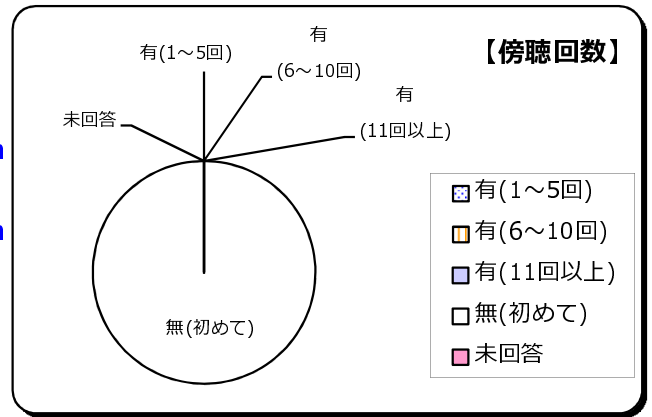 【傍聴回数】
有(1～5回)
有
(6～10回)
有
(11回以上)
未回答
無(初めて)
有(1～5回)
有(6～10回)
有(11回以上)
無(初めて)
未回答